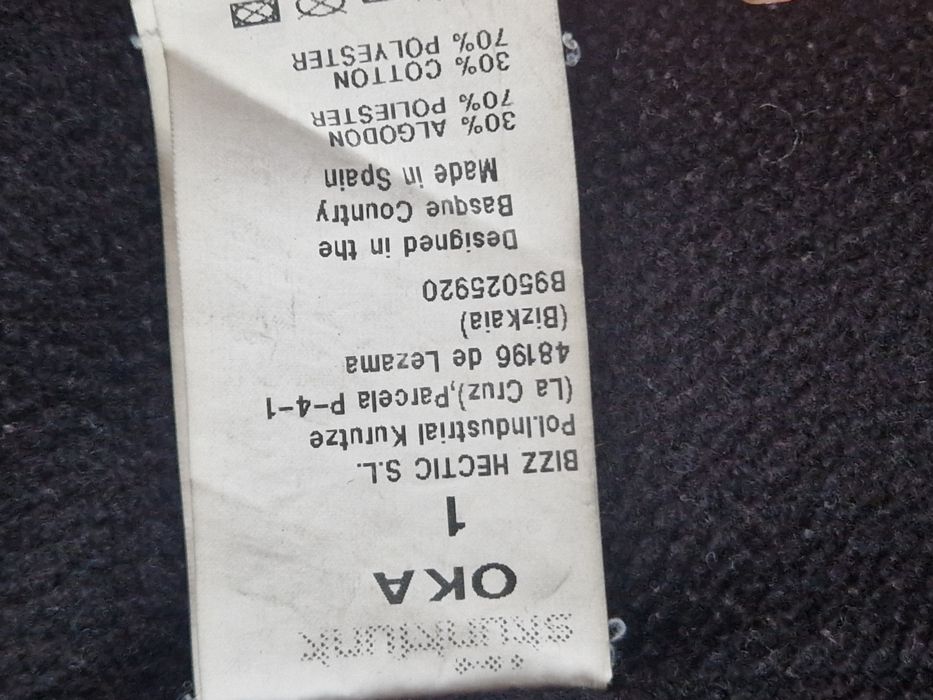 skunkfunk
OKA
1
BIZZ HECTIC S.L.
Pol.Industrial Kurutze
(La Cruz),Parcela P-4-1
48196 de Lezama
(Bizkaia)
B95025920
Designed in the
Basque Country
Made in Spain
30% ALGODON
70% POLIESTER
30% COTTON
70% POLYESTER